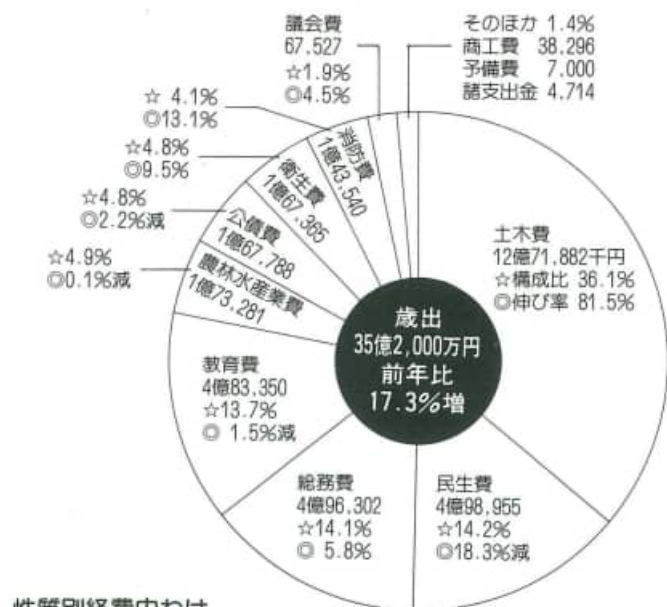 議会費
67,527
☆1.9%
◎4.5%
そのほか 1.4%
商工費 38,296
予備費 7,000
諸支出金 4,714
土木費
12億71,882千円
☆構成比 36.1%
◎伸び率 81.5%
民生費
4億98,955
☆14.2%
◎18.3%減
総務費
4億96,302
☆14.1%
◎ 5.8%
教育費
4億83,350
☆13.7%
◎ 1.5%減
農林水産業費
1億73,281
☆4.9%
◎0.1%減
公債費
1億67,788
☆4.8%
◎2.2%減
衛生費
1億67,365
☆4.8%
◎9.5%
消防費
1億43,540
☆ 4.1%
◎13.1%
歳出
35億2,000万円
前年比
17.3%増
性質別経費内わけ